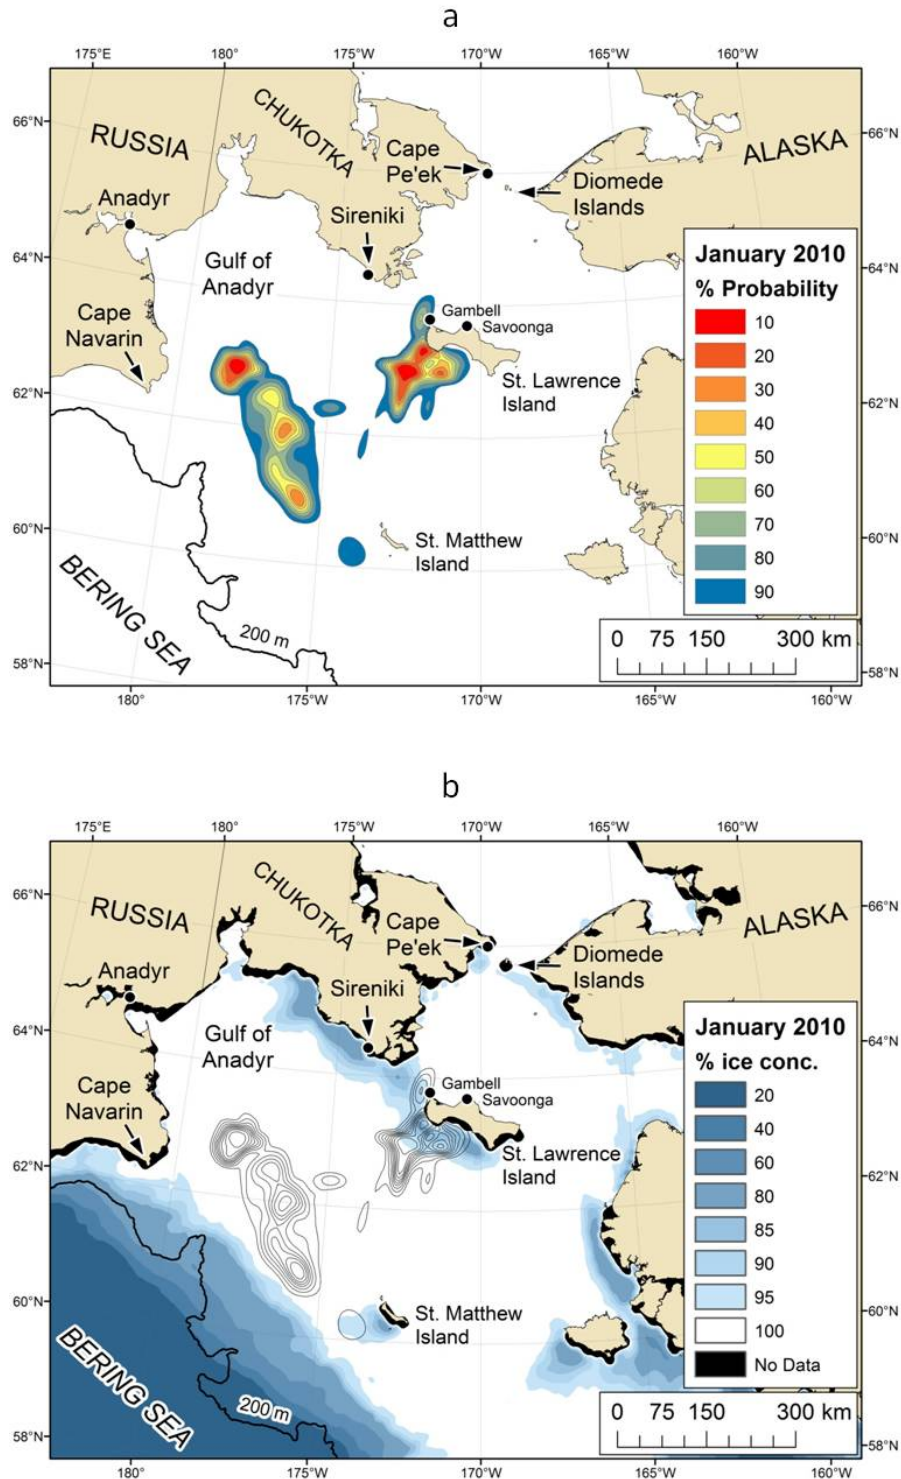 a
175°E 180° 175°W 170°W 165°W 160°W
66°N
66°N
RUSSIA
CHUKOTKA
Cape
Pe'ek
ALASKA
Diomede
Islands
Anadyr
Sireniki
64°N
64°N
Gulf of
Anadyr
January 2010
% Probability
10
20
30
40
50
60
70
80
90
Cape
Navarin
Gambell
Savoonga
St. Lawrence
Island
62°N
62°N
60°N
60°N
St. Matthew
Island
BERING SEA
200 m
0 75 150 300 km
58°N
58°N
180° 175°W 170°W 165°W 160°W
b
175°E 180° 175°W 170°W 165°W 160°W
66°N
66°N
RUSSIA
CHUKOTKA
Cape
Pe'ek
ALASKA
Diomede
Islands
Anadyr
Sireniki
64°N
64°N
Gulf of
Anadyr
January 2010
% ice conc.
20
40
60
80
85
90
95
100
No Data
Cape
Navarin
Gambell
Savoonga
St. Lawrence
Island
62°N
62°N
60°N
60°N
St. Matthew
Island
BERING SEA
200 m
0 75 150 300 km
58°N
58°N
180° 175°W 170°W 165°W 160°W